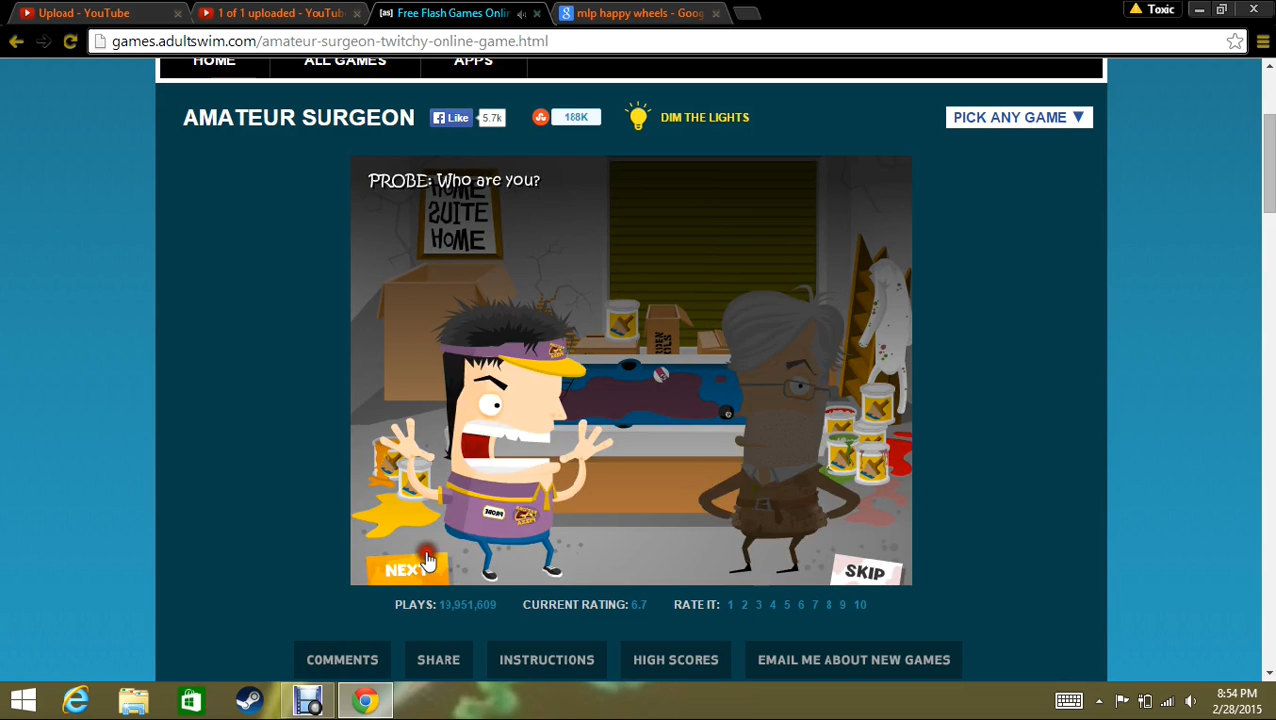 Upload - YouTube
1 of 1 uploaded - YouTube
Free Flash Games Onli
mlp happy wheels - Goog
Toxic
games.adultswim.com/amateur-surgeon-twitchy-online-game.html
HOME
ALL GAMES
APPS
AMATEUR SURGEON
Like
5.7k
188K
DIM THE LIGHTS
PICK ANY GAME
PROBE: Who are you?
HOME
SUITE
HOME
NEXT
SKIP
PLAYS: 19,951,609
CURRENT RATING: 6.7
RATE IT: 1 2 3 4 5 6 7 8 9 10
COMMENTS
SHARE
INSTRUCTIONS
HIGH SCORES
EMAIL ME ABOUT NEW GAMES
8:54 PM
2/28/2015